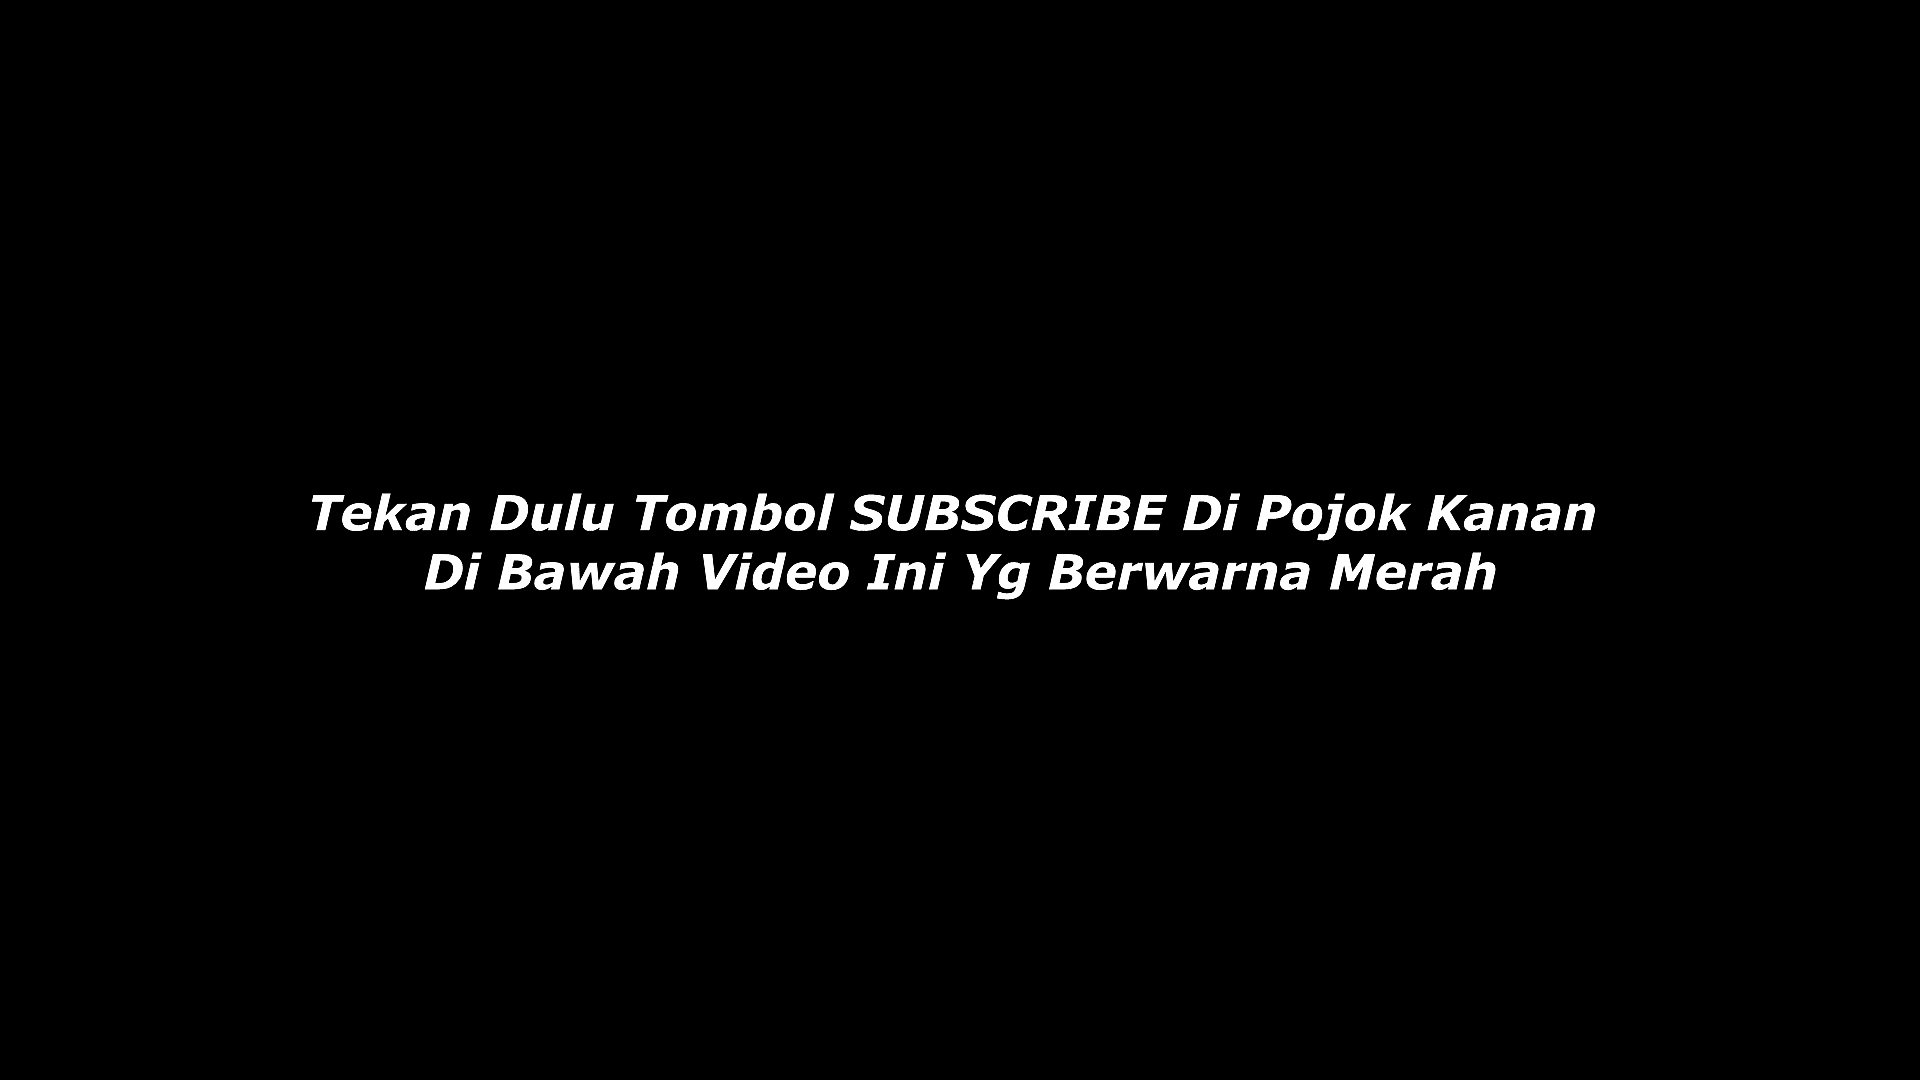 Tekan Dulu Tombol SUBSCRIBE Di Pojok Kanan
Di Bawah Video Ini Yg Berwarna Merah